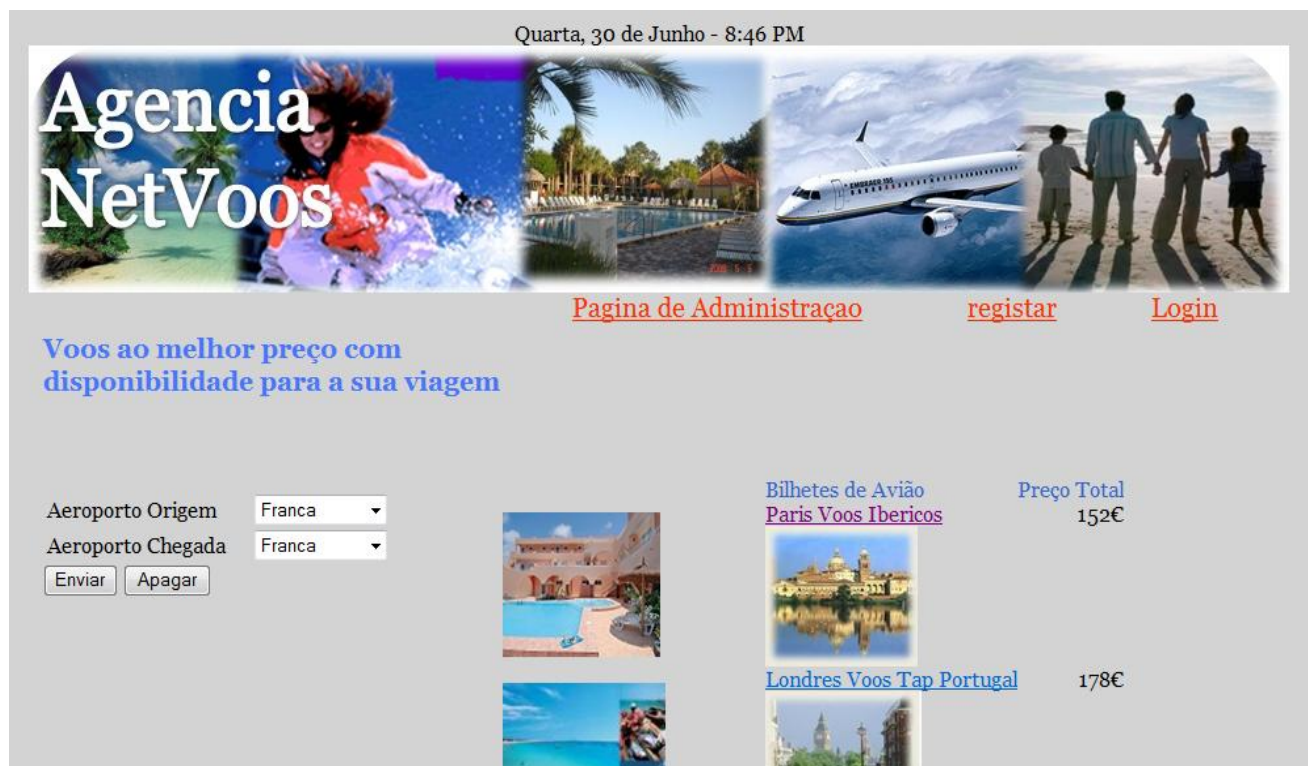 Quarta, 30 de Junho - 8:46 PM
Agencia
NetVoos
EMBRAER 195
Pagina de Administraçao registar Login
Voos ao melhor preço com
disponibilidade para a sua viagem
Bilhetes de Avião Preço Total
Aeroporto Origem Franca
Paris Voos Ibericos 152€
Aeroporto Chegada Franca
Enviar Apagar
Londres Voos Tap Portugal 178€